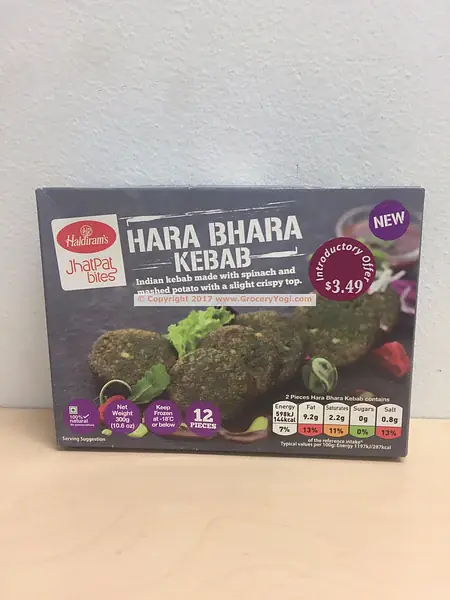 Haldiram's
JhatPat
bites
HARA BHARA
KEBAB
Indian kebab made with spinach and
mashed potato with a slight crispy top.
© Copyright 2017 www.GroceryYogi.com
NEW
Introductory Offer
$3.49
100%
natural
Net
Weight
300g
(10.6 oz)
Keep
Frozen
at -18°C
or below
12
PIECES
Serving Suggestion
2 Pieces Hara Bhara Kebab contains
Energy Fat Saturates Sugars Salt
598kJ
144kcal 9.2g 2.2g 0g 0.8g
7% 13% 11% 0% 13%
of the reference intake*
Typical values per 100g: Energy 1197kJ/287kcal